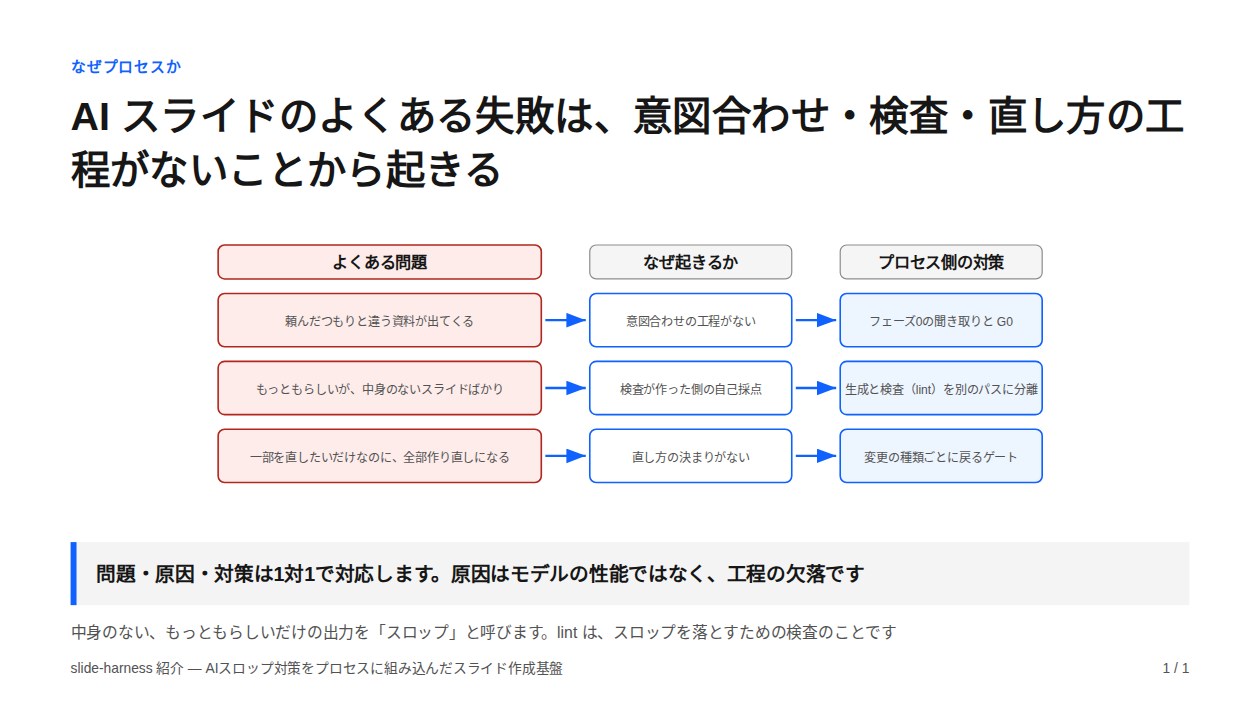 なぜプロセスか
AI スライドのよくある失敗は、意図合わせ・検査・直し方の工
程がないことから起きる
よくある問題
なぜ起きるか
プロセス側の対策
頼んだつもりと違う資料が出てくる
意図合わせの工程がない
フェーズ0の聞き取りと G0
もっともらしいが、中身のないスライドばかり
検査が作った側の自己採点
生成と検査（lint）を別のパスに分離
一部を直したいだけなのに、全部作り直しになる
直し方の決まりがない
変更の種類ごとに戻るゲート
問題・原因・対策は1対1で対応します。原因はモデルの性能ではなく、工程の欠落です
中身のない、もっともらしいだけの出力を「スロップ」と呼びます。lint は、スロップを落とすための検査のことです
slide-harness 紹介 — AIスロップ対策をプロセスに組み込んだスライド作成基盤
1 / 1